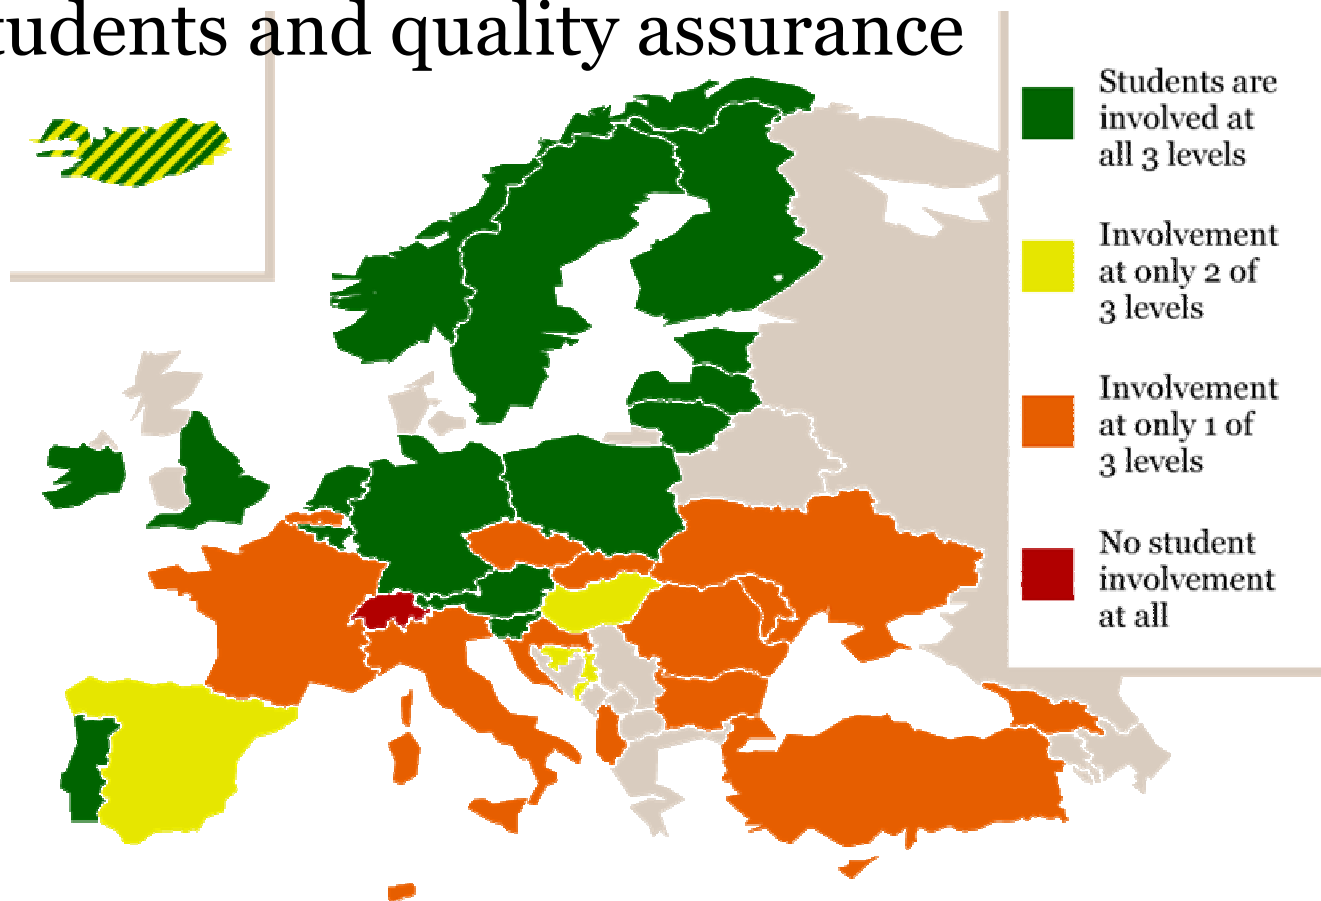 tudents and quality assurance
Students are
involved at
all 3 levels
Involvement
at only 2 of
3 levels
Involvement
at only 1 of
3 levels
No student
involvement
at all